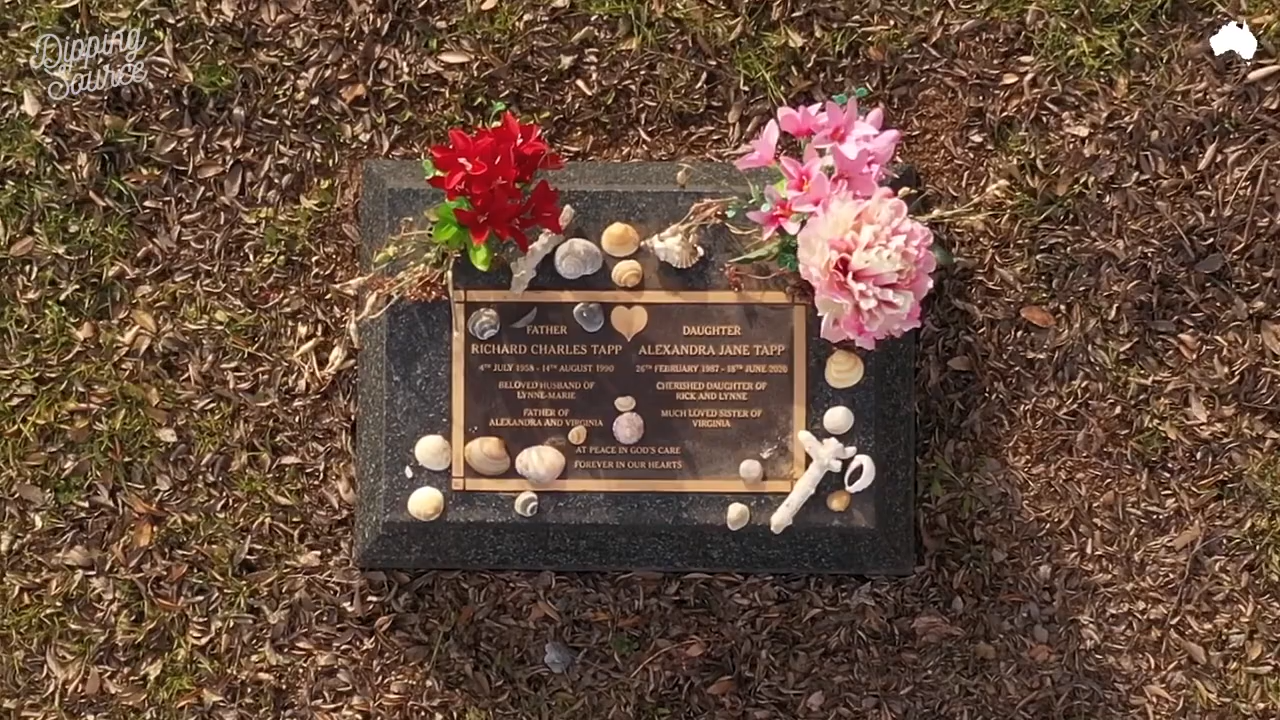 Dipping
Source
FATHER
RICHARD CHARLES TAPP
4TH JULY 1958 - 14TH AUGUST 1990
BELOVED HUSBAND OF
LYNNE-MARIE
FATHER OF
ALEXANDRA AND VIRGINIA
DAUGHTER
ALEXANDRA JANE TAPP
26TH FEBRUARY 1987 - 18TH JUNE 2020
CHERISHED DAUGHTER OF
RICK AND LYNNE
MUCH LOVED SISTER OF
VIRGINIA
AT PEACE IN GOD'S CARE
FOREVER IN OUR HEARTS